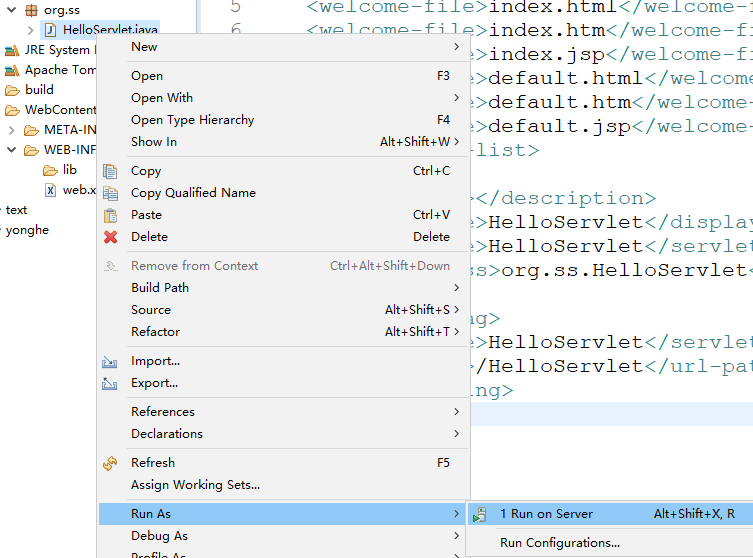 org.ss
HelloServlet.java
JRE System
Apache Tom
build
WebContent
META-IN
WEB-INF
lib
web.x
text
yonghe
5 <welcome-file>index.html</welcome-fi
6 <welcome-file>index.htm</welcome-fil
e>index.jsp</welcome-fi
e>default.html</welcome
e>default.htm</welcome-
e>default.jsp</welcome-
-list>
></description>
e>HelloServlet</display
e>HelloServlet</servlet
ss>org.ss.HelloServlet<
ng>
e>HelloServlet</servlet
>/HelloServlet</url-pat
ing>
New
Open F3
Open With
Open Type Hierarchy F4
Show In Alt+Shift+W
Copy Ctrl+C
Copy Qualified Name
Paste Ctrl+V
Delete Delete
Remove from Context Ctrl+Alt+Shift+Down
Build Path
Source Alt+Shift+S
Refactor Alt+Shift+T
Import...
Export...
References
Declarations
Refresh F5
Assign Working Sets...
Run As
Debug As
Profile As
1 Run on Server Alt+Shift+X, R
Run Configurations...